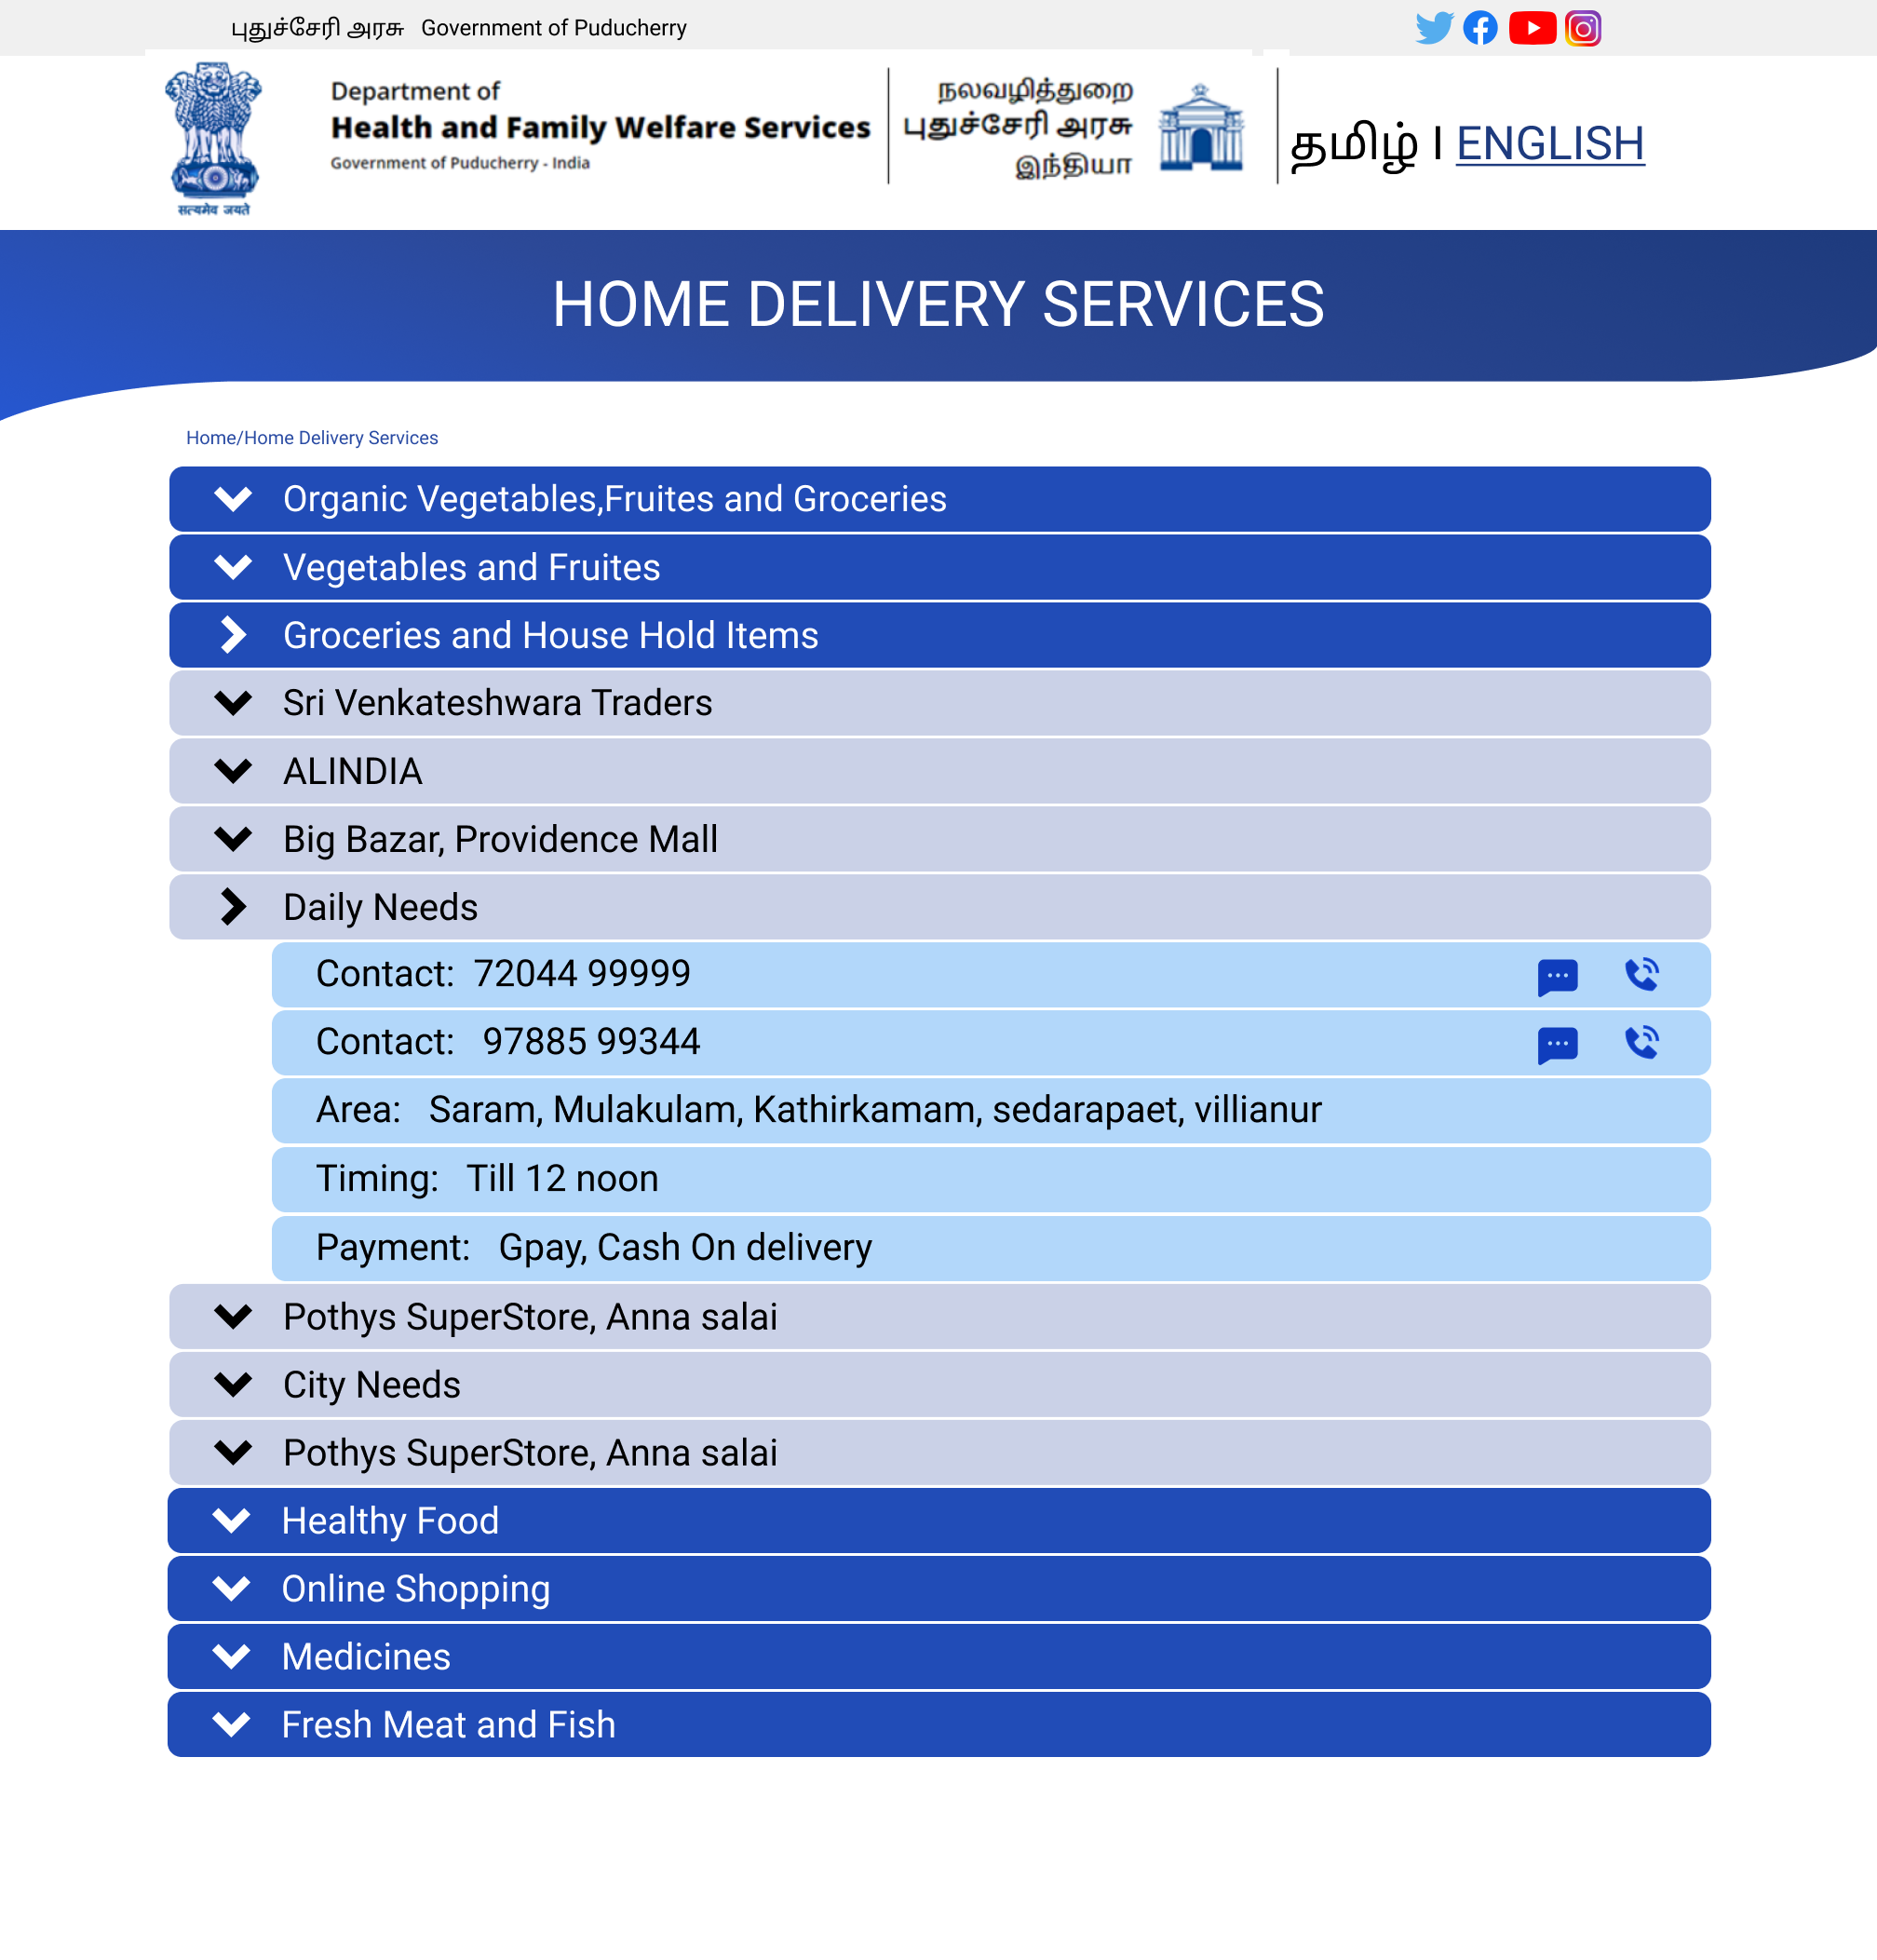 புதுச்சேரி அரசு Government of Puducherry
Department of
Health and Family Welfare Services
Government of Puducherry - India
நலவழித்துறை
புதுச்சேரி அரசு
இந்தியா
सत्यमेव जयते
தமிழ் I ENGLISH
HOME DELIVERY SERVICES
Home/Home Delivery Services
Organic Vegetables,Fruites and Groceries
Vegetables and Fruites
Groceries and House Hold Items
Sri Venkateshwara Traders
ALINDIA
Big Bazar, Providence Mall
Daily Needs
Contact: 72044 99999
Contact: 97885 99344
Area: Saram, Mulakulam, Kathirkamam, sedarapaet, villianur
Timing: Till 12 noon
Payment: Gpay, Cash On delivery
Pothys SuperStore, Anna salai
City Needs
Pothys SuperStore, Anna salai
Healthy Food
Online Shopping
Medicines
Fresh Meat and Fish